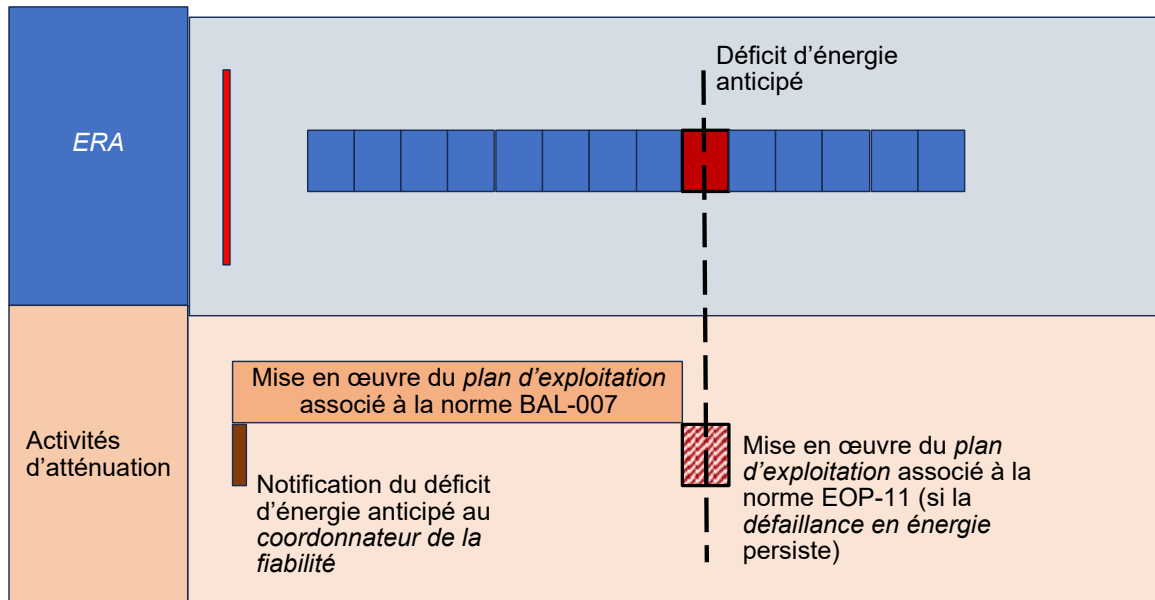 Déficit d’énergie
anticipé
ERA
Mise en œuvre du plan d’exploitation
associé à la norme BAL-007
Activités
d’atténuation
Notification du déficit
d’énergie anticipé au
coordonnateur de la
fiabilité
Mise en œuvre du plan
d’exploitation associé à la
norme EOP-11 (si la
défaillance en énergie
persiste)